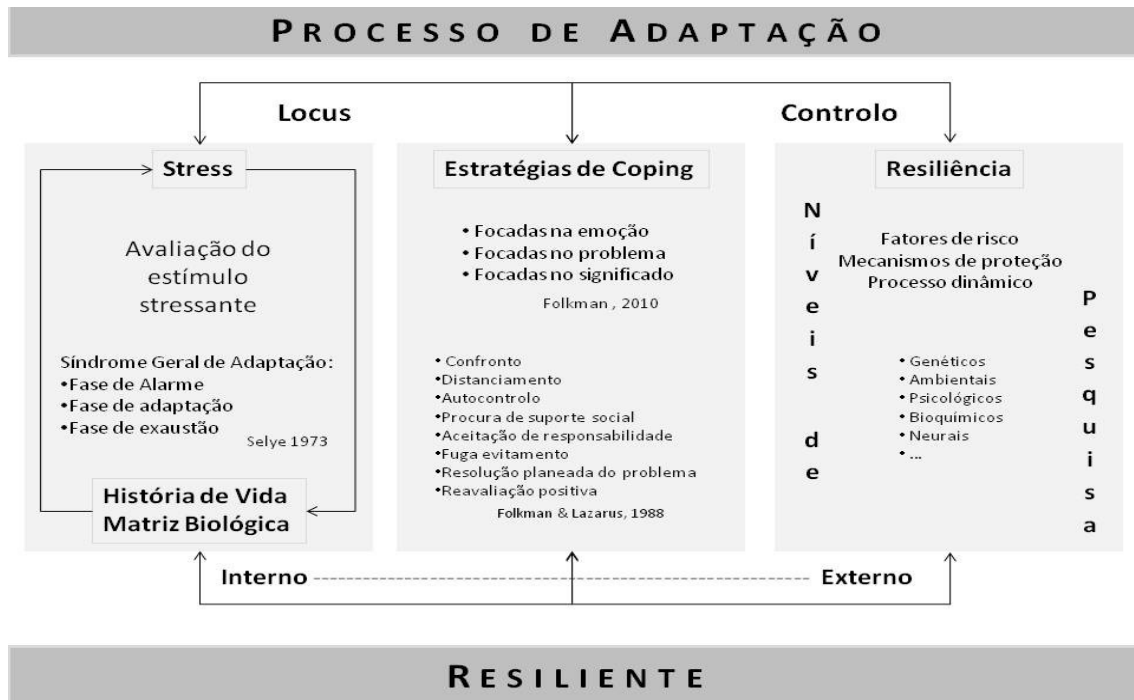 PROCESSO DE ADAPTAÇÃO
Locus
Controlo
Stress
Avaliação do
estímulo
stressante
Síndrome Geral de Adaptação:
•Fase de Alarme
•Fase de adaptação
•Fase de exaustão
Selye 1973
História de Vida
Matriz Biológica
Estratégias de Coping
• Focadas na emoção
• Focadas no problema
• Focadas no significado
Folkman , 2010
• Confronto
•Distanciamento
•Autocontrolo
•Procura de suporte social
•Aceitação de responsabilidade
•Fuga evitamento
•Resolução planeada do problema
•Reavaliação positiva
Folkman & Lazarus, 1988
Resiliência
Níveis de
Fatores de risco
Mecanismos de proteção
Processo dinâmico
• Genéticos
• Ambientais
• Psicológicos
• Bioquímicos
• Neurais
• ...
Pesquisa
Interno
Externo
RESILIENTE